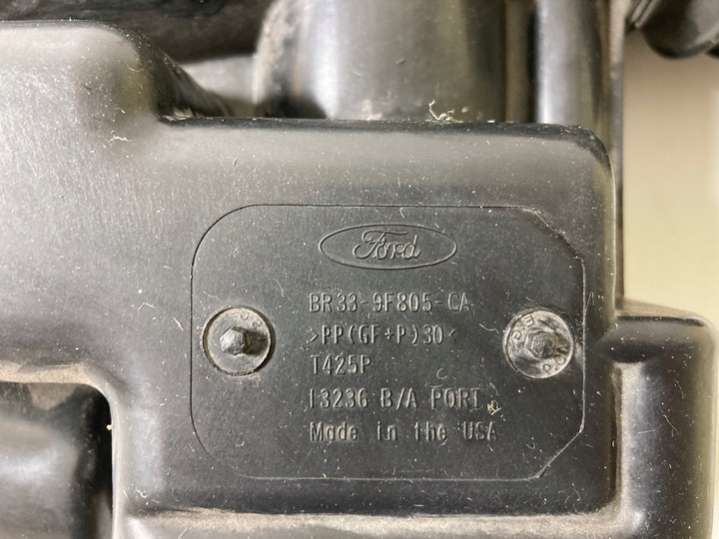 Ford
BR33-9F805-CA
>PP(GF+P)30<
T425P
13236 B/A PORT
Made in the USA